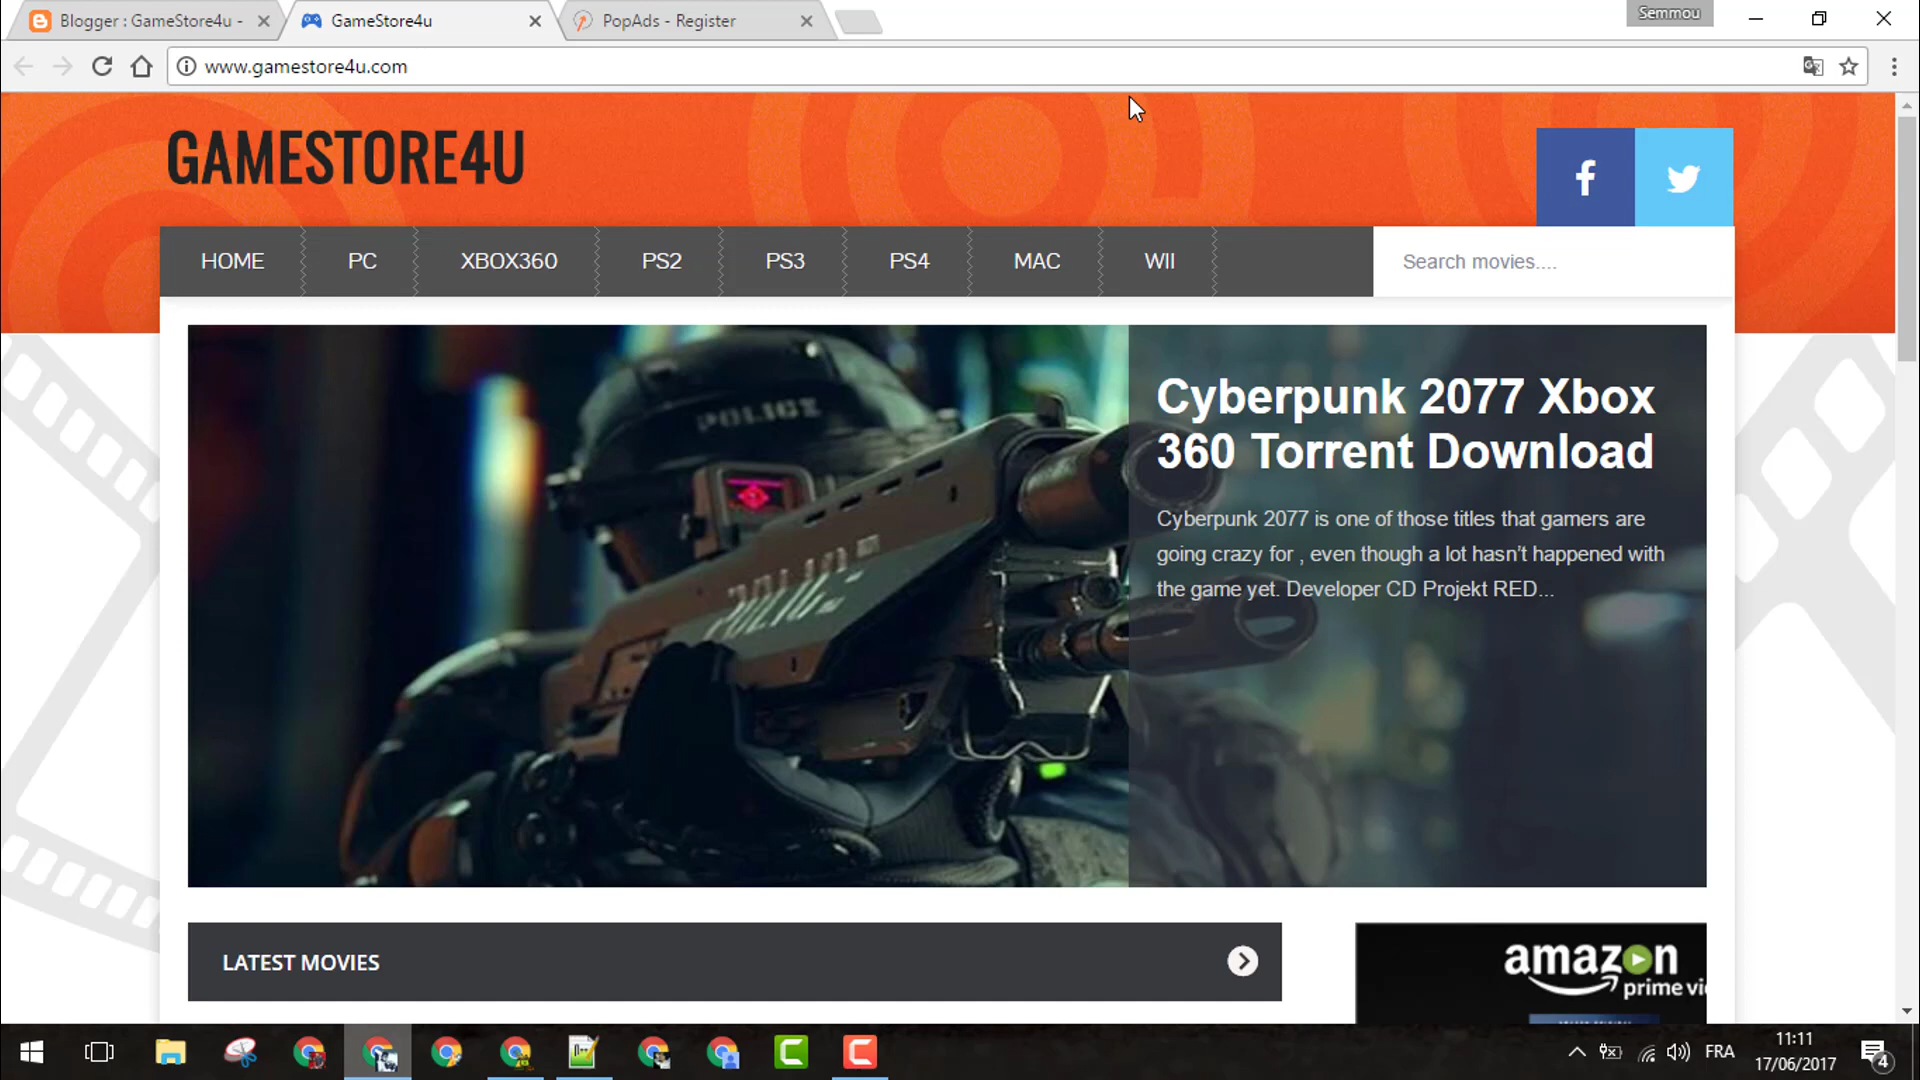 Blogger : GameStore4u -
GameStore4u
PopAds - Register
Semmou
www.gamestore4u.com
GAMESTORE4U
HOME
PC
XBOX360
PS2
PS3
PS4
MAC
WII
Search movies....
POLICE
Cyberpunk 2077 Xbox
360 Torrent Download
Cyberpunk 2077 is one of those titles that gamers are
going crazy for , even though a lot hasn't happened with
the game yet. Developer CD Projekt RED...
LATEST MOVIES
amazon
prime vi
FRA
11:11
17/06/2017
4